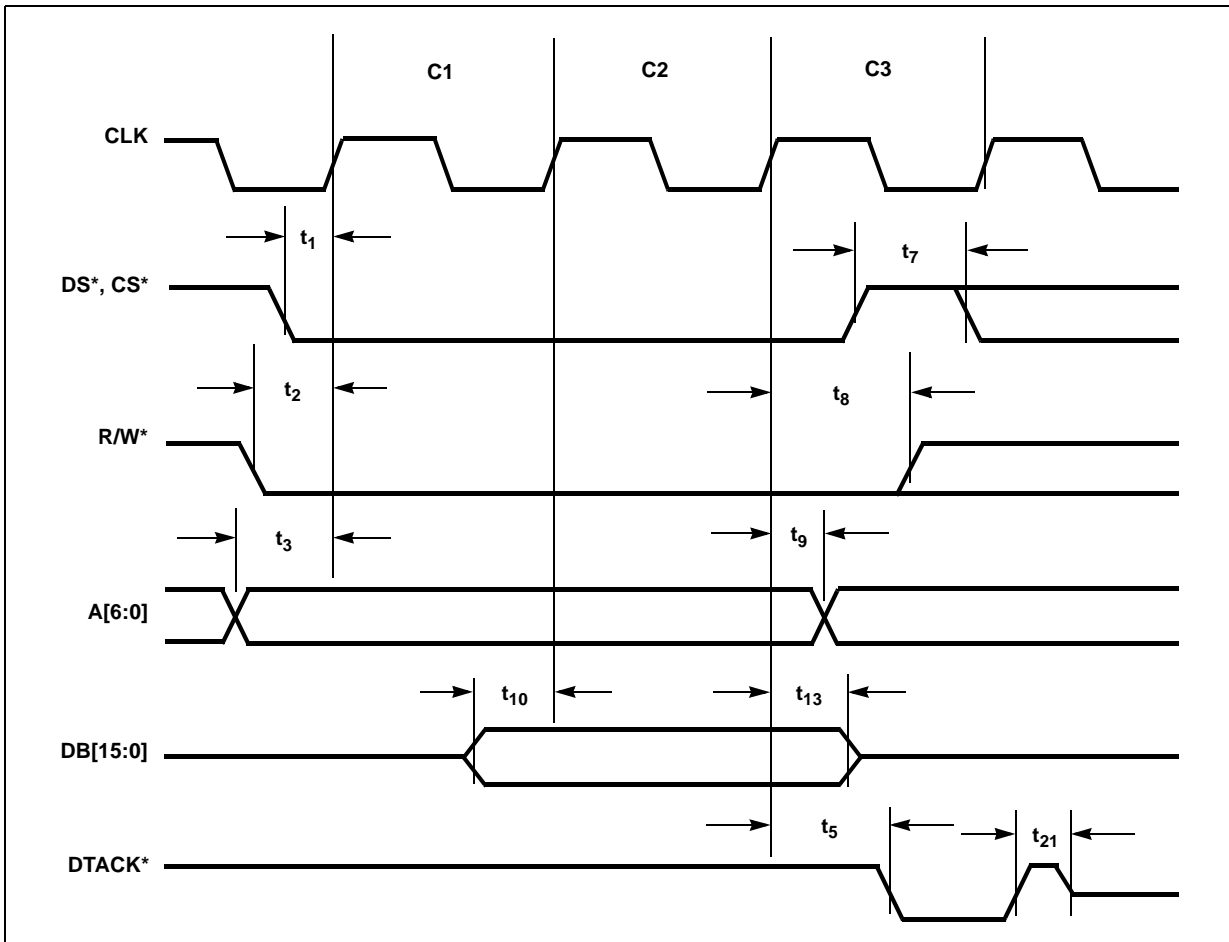 C1 C2 C3
CLK
t1 t7
DS*, CS*
t2 t8
R/W*
t3 t9
A[6:0]
t10 t13
DB[15:0]
t5 t21
DTACK*